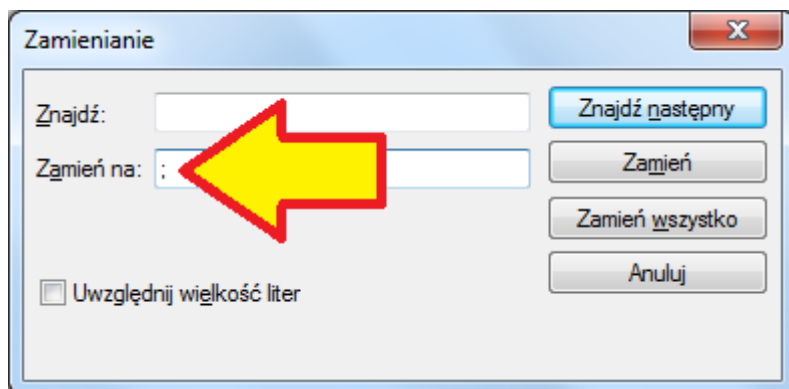 Zamienianie
Znajdź:
Znajdź następny
Zamień na: ;
Zamień
Zamień wszystko
Uwzględnij wielkość liter
Anuluj